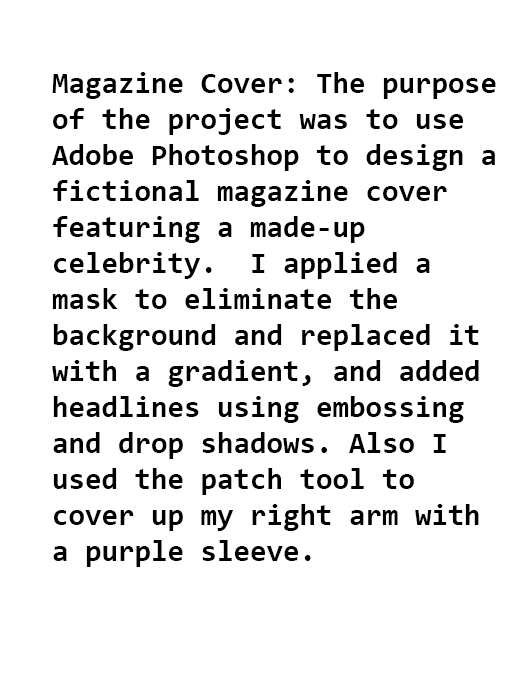 Magazine Cover: The purpose
of the project was to use
Adobe Photoshop to design a
fictional magazine cover
featuring a made-up
celebrity.  I applied a
mask to eliminate the
background and replaced it
with a gradient, and added
headlines using embossing
and drop shadows. Also I
used the patch tool to
cover up my right arm with
a purple sleeve.